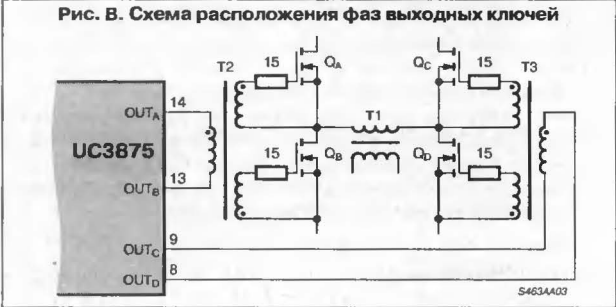 Рис. В. Схема расположения фаз выходных ключей
T2 15 QA QC 15 T3
14
OUTA
T1
UC3875
15 QB QD 15
OUTB
13
OUTC 9
OUTD 8
S463AA03